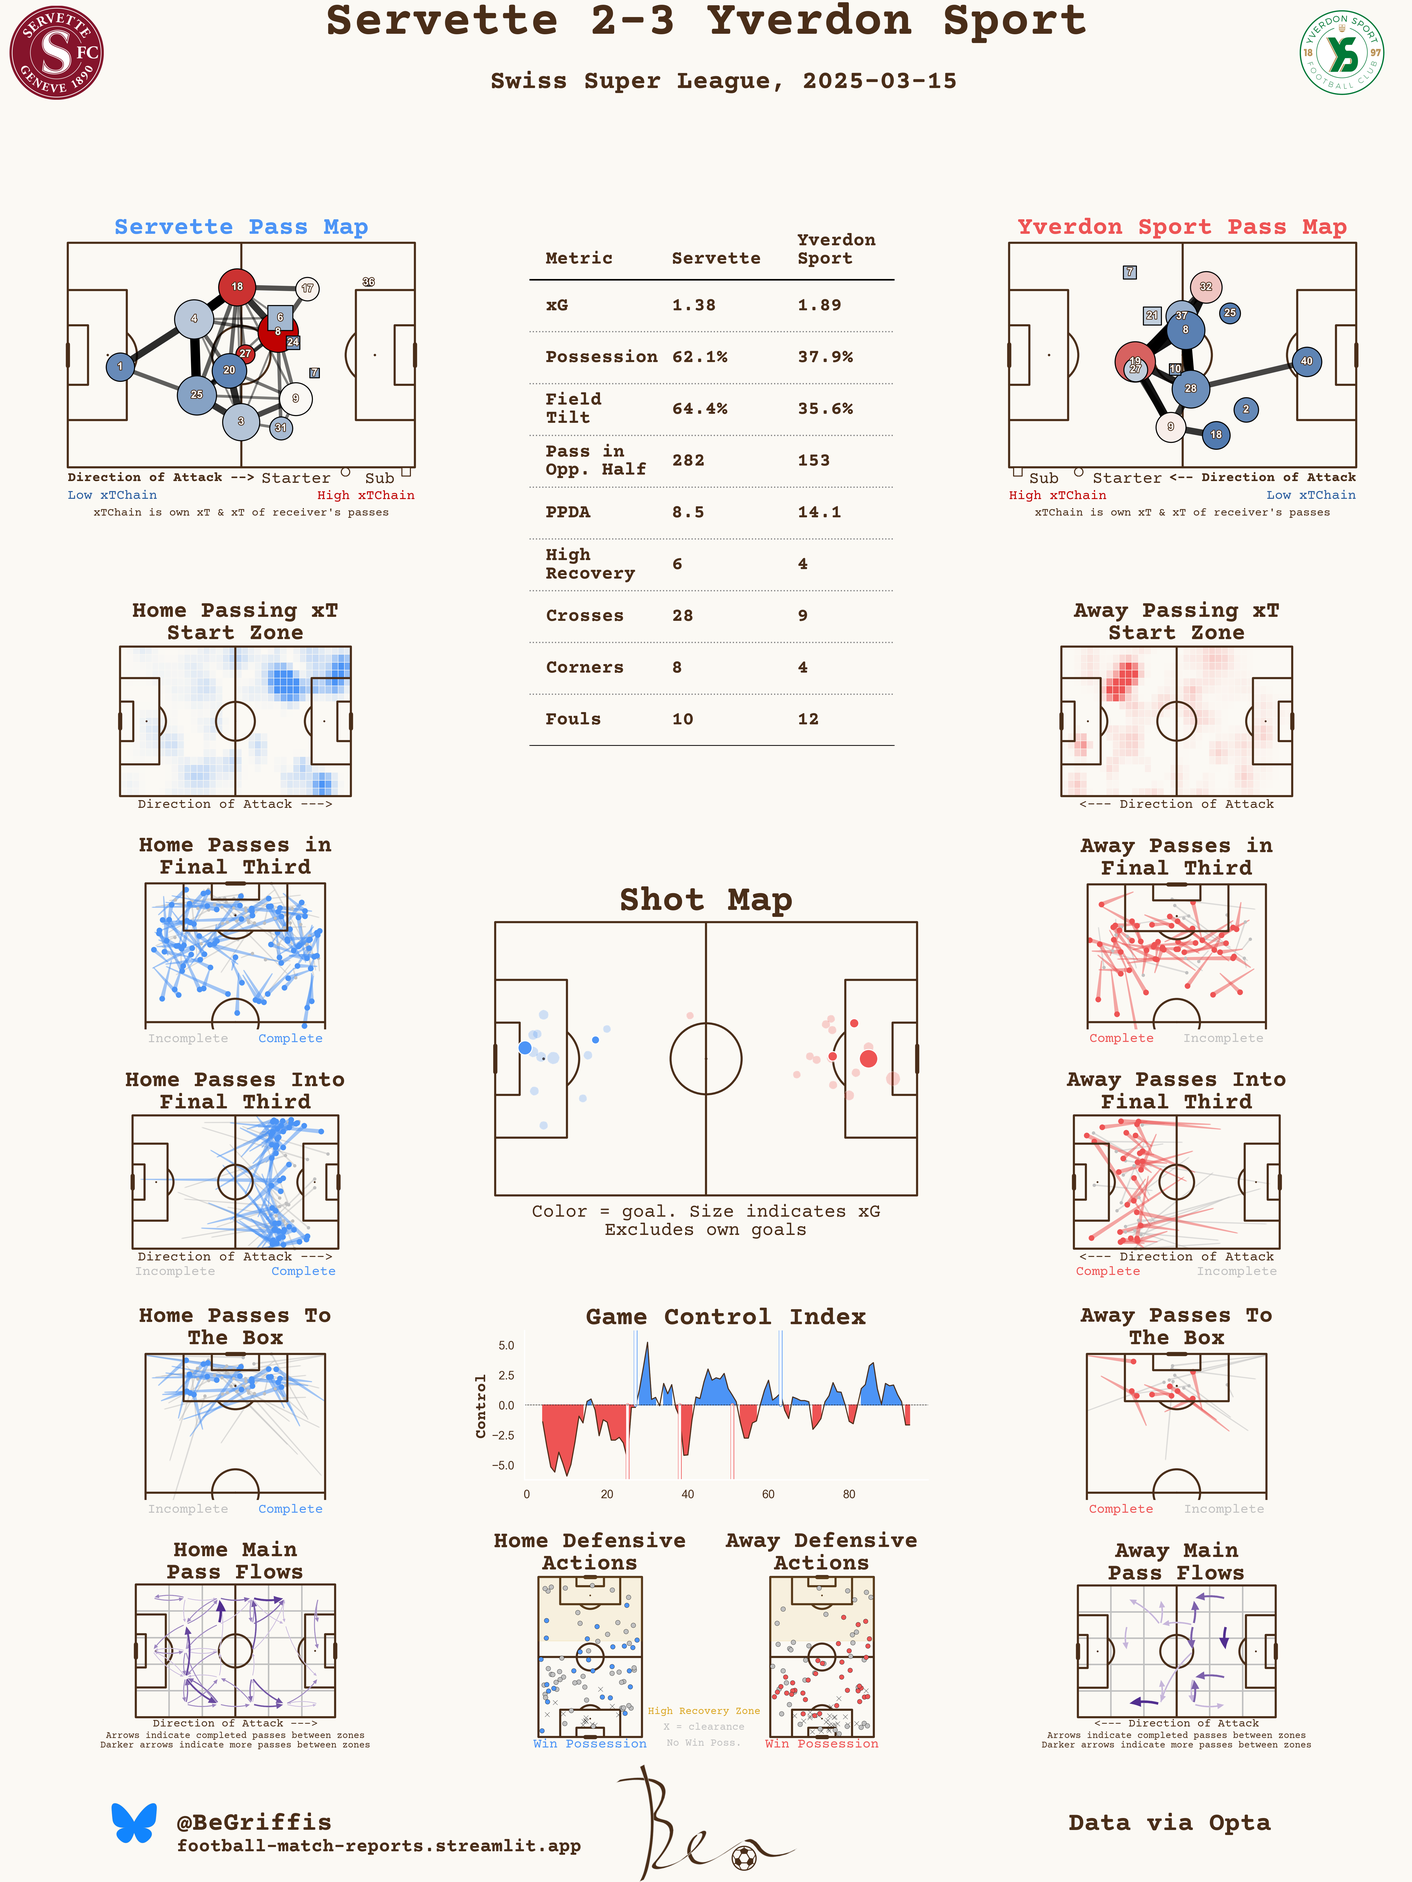 Servette 2-3 Yverdon Sport
Swiss Super League, 2025-03-15
SERVETTE
FC
GENEVE 1890
YVERDON SPORT
18 97
FOOTBALL CLUB
Servette Pass Map
18
17
36
4
6
8
24
27
1
20
7
25
9
3
31
Direction of Attack --> Starter Sub
Low xTChain High xTChain
xTChain is own xT & xT of receiver's passes
Metric Servette Yverdon Sport
xG 1.38 1.89
Possession 62.1% 37.9%
Field Tilt 64.4% 35.6%
Pass in Opp. Half 282 153
PPDA 8.5 14.1
High Recovery 6 4
Crosses 28 9
Corners 8 4
Fouls 10 12
Yverdon Sport Pass Map
7
32
21
37
25
8
19
27
10
40
28
2
9
18
Sub Starter <-- Direction of Attack
High xTChain Low xTChain
xTChain is own xT & xT of receiver's passes
Home Passing xT
Start Zone
Direction of Attack --->
Away Passing xT
Start Zone
<--- Direction of Attack
Home Passes in
Final Third
Incomplete Complete
Away Passes in
Final Third
Complete Incomplete
Shot Map
Color = goal. Size indicates xG
Excludes own goals
Home Passes Into
Final Third
Direction of Attack --->
Incomplete Complete
Away Passes Into
Final Third
<--- Direction of Attack
Complete Incomplete
Home Passes To
The Box
Incomplete Complete
Game Control Index
Control
5.0
2.5
0.0
−2.5
−5.0
0 20 40 60 80
Away Passes To
The Box
Complete Incomplete
Home Main
Pass Flows
Direction of Attack --->
Arrows indicate completed passes between zones
Darker arrows indicate more passes between zones
Home Defensive
Actions
Win Possession
High Recovery Zone
X = clearance
No Win Poss.
Away Defensive
Actions
Win Possession
Away Main
Pass Flows
<--- Direction of Attack
Arrows indicate completed passes between zones
Darker arrows indicate more passes between zones
@BeGriffis
football-match-reports.streamlit.app
Ben
Data via Opta